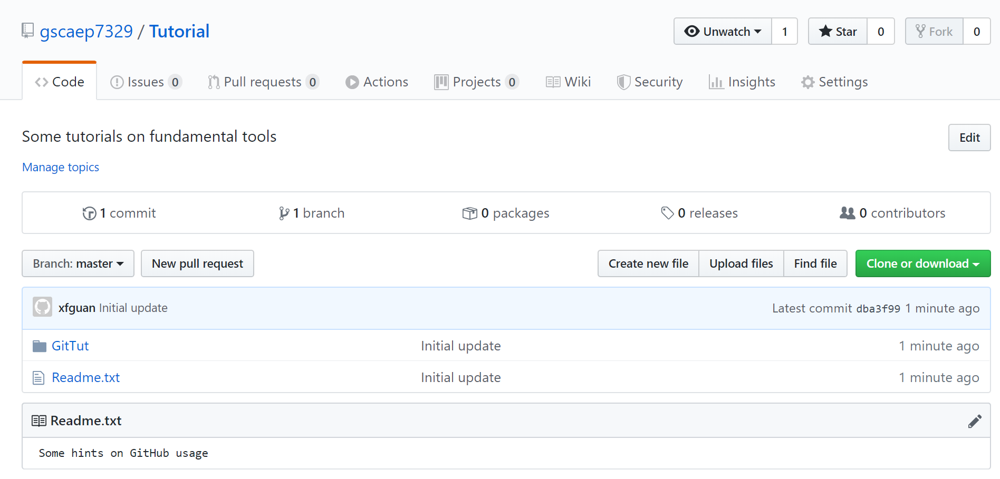 gscaep7329 / Tutorial Unwatch 1 Star 0 Fork 0
Code Issues 0 Pull requests 0 Actions Projects 0 Wiki Security Insights Settings
Some tutorials on fundamental tools Edit
Manage topics
1 commit 1 branch 0 packages 0 releases 0 contributors
Branch: master New pull request Create new file Upload files Find file Clone or download
xfguan Initial update Latest commit dba3f99 1 minute ago
GitTut Initial update 1 minute ago
Readme.txt Initial update 1 minute ago
Readme.txt
Some hints on GitHub usage